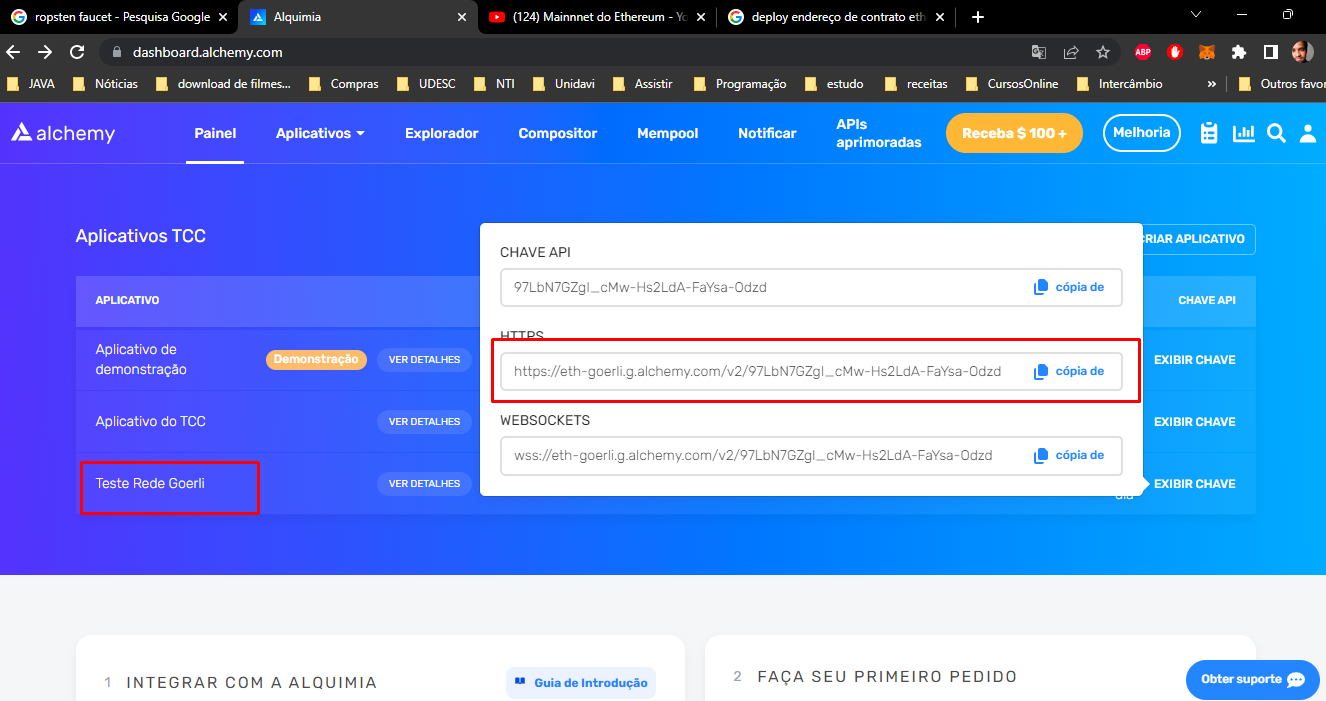 ropsten faucet - Pesquisa Google
Alquimia
(124) Mainnnet do Ethereum - Yo
deploy endereço de contrato eth
dashboard.alchemy.com
ABP
JAVA
Nóticias
download de filmes...
Compras
UDESC
NTI
Unidavi
Assistir
Programação
estudo
receitas
CursosOnline
Intercâmbio
»
Outros favor
alchemy
Painel
Aplicativos
Explorador
Compositor
Mempool
Notificar
APIs
aprimoradas
Receba $ 100 +
Melhoria
Aplicativos TCC
CRIAR APLICATIVO
APLICATIVO
CHAVE API
Aplicativo de
demonstração
Demonstração
VER DETALHES
EXIBIR CHAVE
Aplicativo do TCC
VER DETALHES
EXIBIR CHAVE
Teste Rede Goerli
VER DETALHES
dia
EXIBIR CHAVE
CHAVE API
97LbN7GZgI_cMw-Hs2LdA-FaYsa-Odzd
cópia de
HTTPS
https://eth-goerli.g.alchemy.com/v2/97LbN7GZgI_cMw-Hs2LdA-FaYsa-Odzd
cópia de
WEBSOCKETS
wss://eth-goerli.g.alchemy.com/v2/97LbN7GZgI_cMw-Hs2LdA-FaYsa-Odzd
cópia de
1 INTEGRAR COM A ALQUIMIA
Guia de Introdução
2 FAÇA SEU PRIMEIRO PEDIDO
Obter suporte